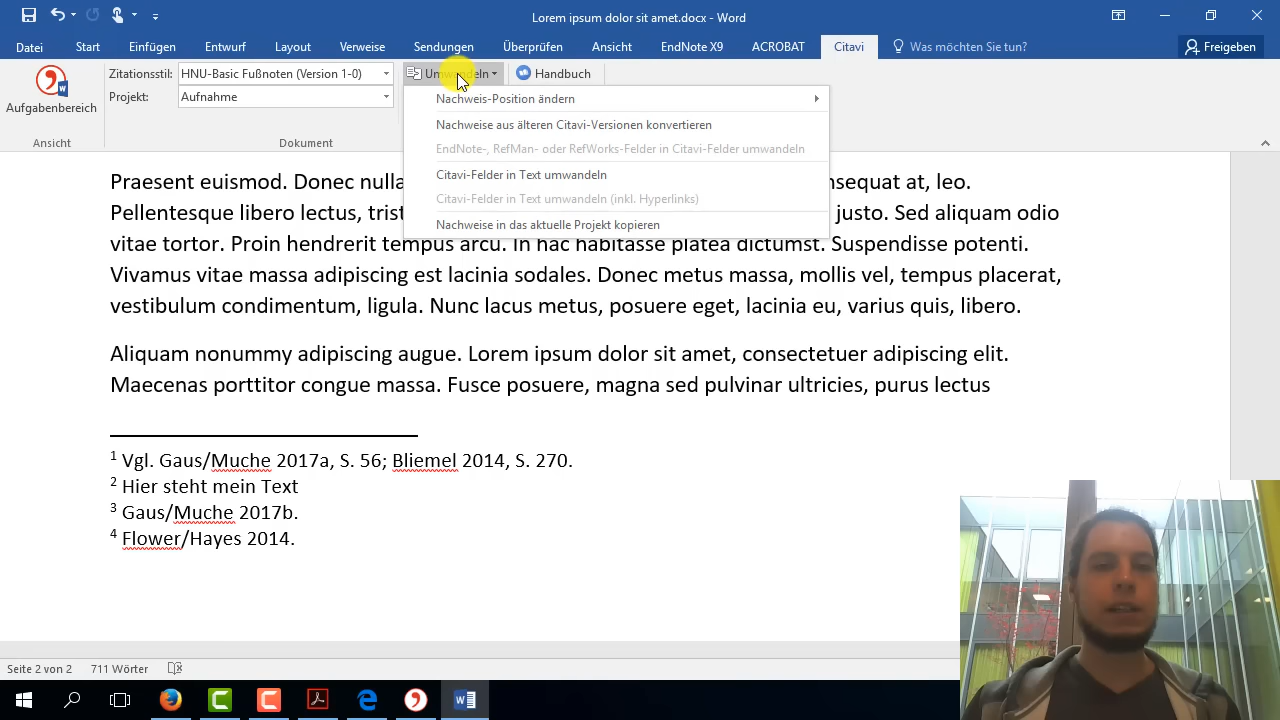 Lorem ipsum dolor sit amet.docx - Word
Datei Start Einfügen Entwurf Layout Verweise Sendungen Überprüfen Ansicht EndNote X9 ACROBAT Citavi Was möchten Sie tun? Freigeben
Zitationsstil: HNU-Basic Fußnoten (Version 1-0) Umwandeln Handbuch
Projekt: Aufnahme
Aufgabenbereich
Ansicht Dokument
Nachweis-Position ändern
Nachweise aus älteren Citavi-Versionen konvertieren
EndNote-, RefMan- oder RefWorks-Felder in Citavi-Felder umwandeln
Citavi-Felder in Text umwandeln
Citavi-Felder in Text umwandeln (inkl. Hyperlinks)
Nachweise in das aktuelle Projekt kopieren
Praesent euismod. Donec nulla at, leo.
Pellentesque libero lectus, justo. Sed aliquam odio
vitae tortor. Proin hendrerit tempus arcu. In hac habitasse platea dictumst. Suspendisse potenti.
Vivamus vitae massa adipiscing est lacinia sodales. Donec metus massa, mollis vel, tempus placerat,
vestibulum condimentum, ligula. Nunc lacus metus, posuere eget, lacinia eu, varius quis, libero.
Aliquam nonummy adipiscing augue. Lorem ipsum dolor sit amet, consectetuer adipiscing elit.
Maecenas porttitor congue massa. Fusce posuere, magna sed pulvinar ultricies, purus lectus
1 Vgl. Gaus/Muche 2017a, S. 56; Bliemel 2014, S. 270.
2 Hier steht mein Text
3 Gaus/Muche 2017b.
4 Flower/Hayes 2014.
Seite 2 von 2 711 Wörter